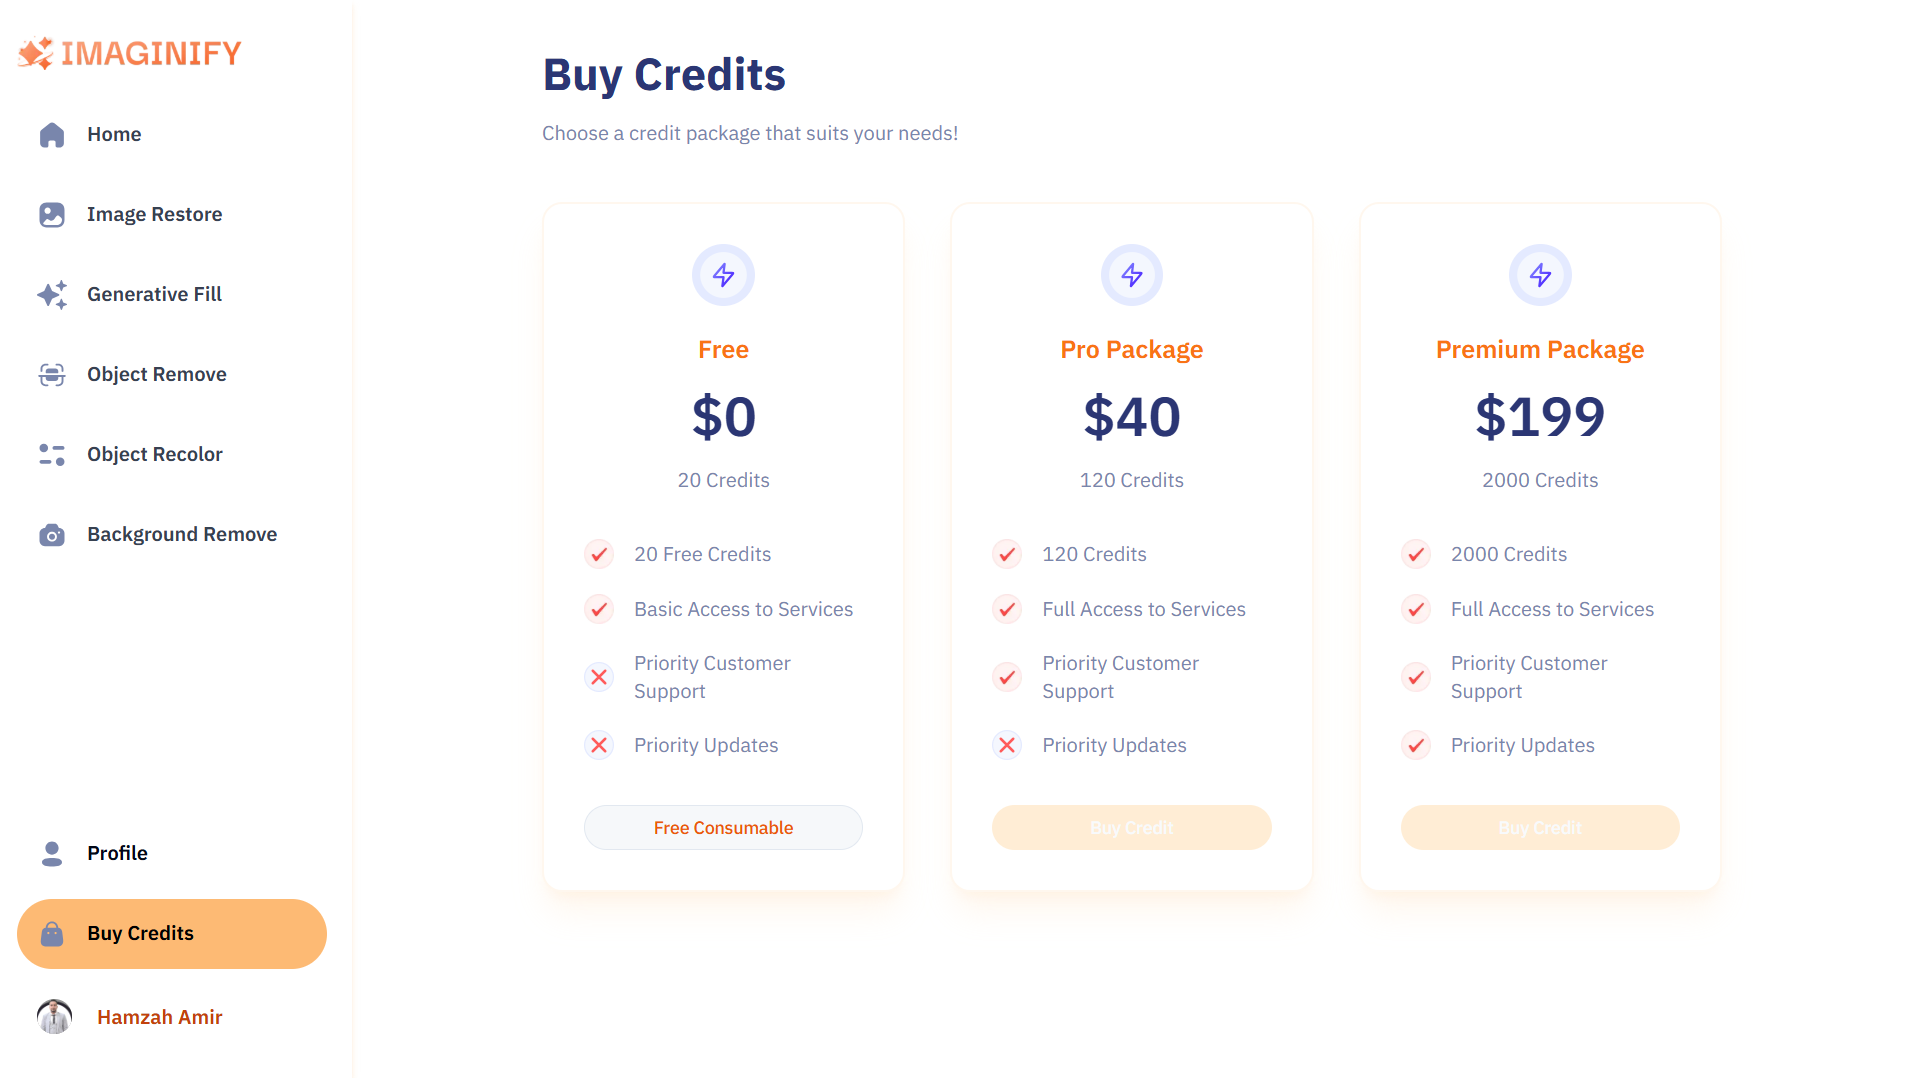 IMAGINIFY
Home
Image Restore
Generative Fill
Object Remove
Object Recolor
Background Remove
Profile
Buy Credits
Hamzah Amir
Buy Credits
Choose a credit package that suits your needs!
Free
$0
20 Credits
20 Free Credits
Basic Access to Services
Priority Customer
Support
Priority Updates
Free Consumable
Pro Package
$40
120 Credits
120 Credits
Full Access to Services
Priority Customer
Support
Priority Updates
Buy Credit
Premium Package
$199
2000 Credits
2000 Credits
Full Access to Services
Priority Customer
Support
Priority Updates
Buy Credit